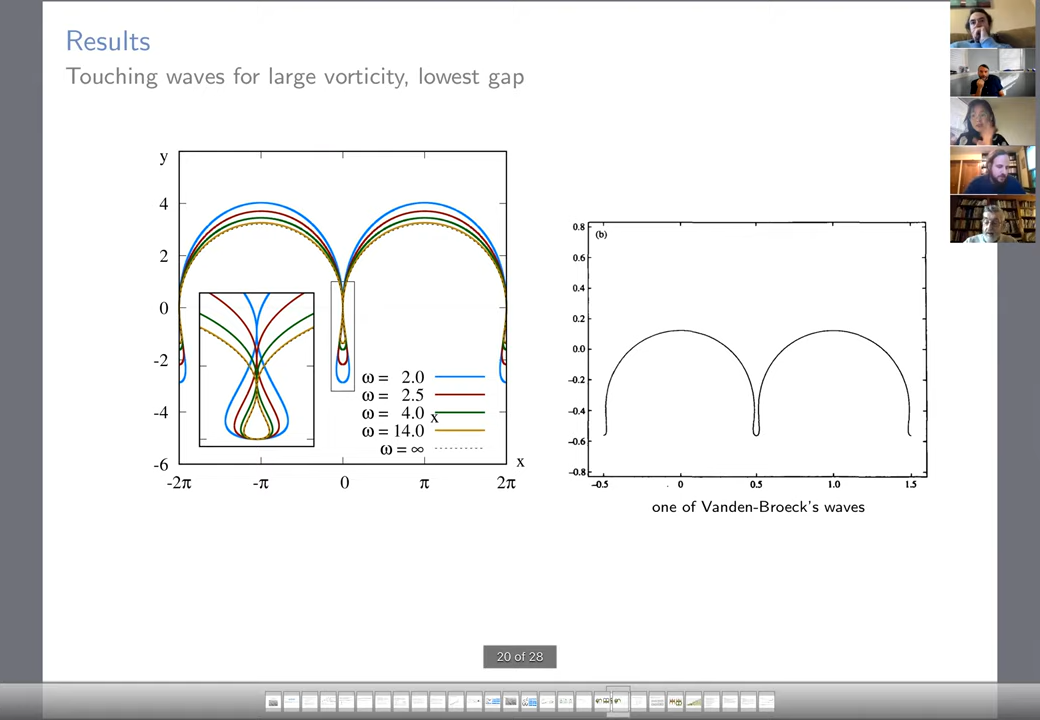 Results
Touching waves for large vorticity, lowest gap
y
4
2
0
-2
-4
-6
-2π
-π
0
π
2π
x
ω = 2.0
ω = 2.5
ω = 4.0
x
ω = 14.0
ω = ∞
(b)
0.8
0.6
0.4
0.2
0.0
−0.2
−0.4
−0.6
−0.8
−0.5
0
0.5
1.0
1.5
one of Vanden-Broeck's waves
20 of 28